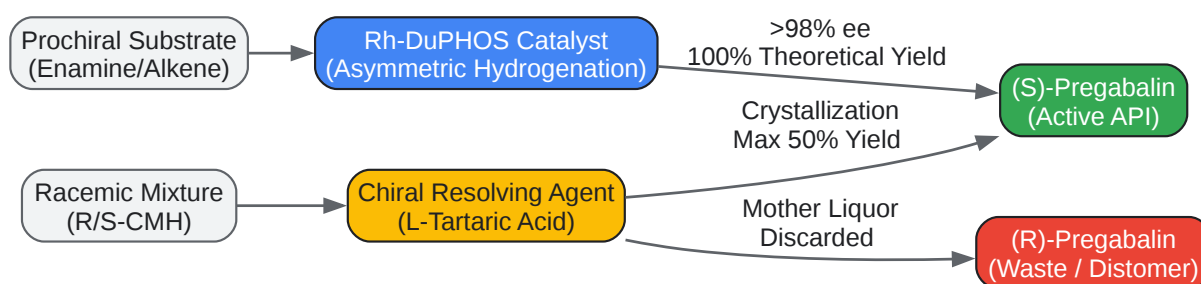 Prochiral Substrate
(Enamine/Alkene)
Rh-DuPHOS Catalyst
(Asymmetric Hydrogenation)
>98% ee
100% Theoretical Yield
(S)-Pregabalin
(Active API)
Crystallization
Max 50% Yield
Racemic Mixture
(R/S-CMH)
Chiral Resolving Agent
(L-Tartaric Acid)
Mother Liquor
Discarded
(R)-Pregabalin
(Waste / Distomer)